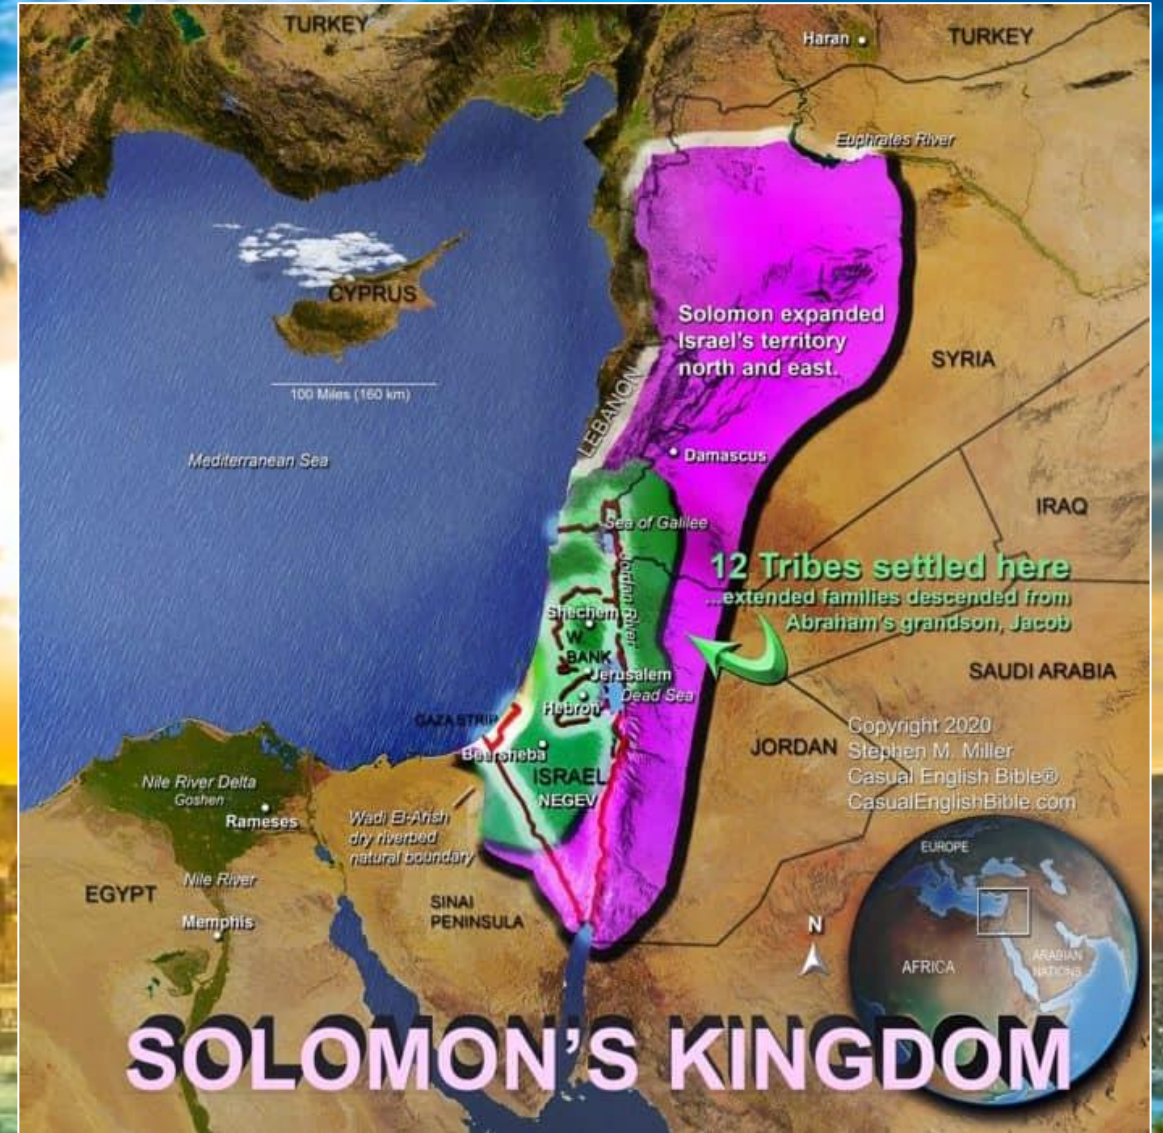 TURKEY
Haran
TURKEY
Euphrates River
CYPRUS
Solomon expanded
Israel's territory
north and east.
SYRIA
100 Miles (160 km)
LEBANON
Mediterranean Sea
Damascus
IRAQ
Sea of Galilee
12 Tribes settled here
...extended families descended from
Abraham's grandson, Jacob
Jordan River
Shechem
W.
BANK
Jerusalem
SAUDI ARABIA
Dead Sea
Hebron
GAZA STRIP
Beersheba
JORDAN
Copyright 2020
Stephen M. Miller
Casual English Bible®
CasualEnglishBible.com
ISRAEL
NEGEV
Nile River Delta
Goshen
Rameses
Wadi El-Arish
dry riverbed
natural boundary
EGYPT
Nile River
Memphis
SINAI
PENINSULA
N
EUROPE
AFRICA
ARABIAN
NATIONS
SOLOMON'S KINGDOM